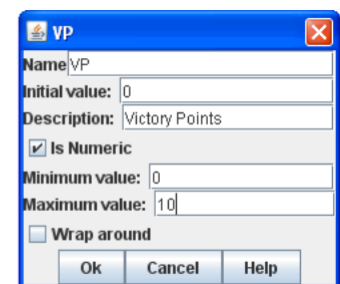 VP
Name VP
Initial value: 0
Description: Victory Points
Is Numeric
Minimum value: 0
Maximum value: 10
Wrap around
Ok Cancel Help